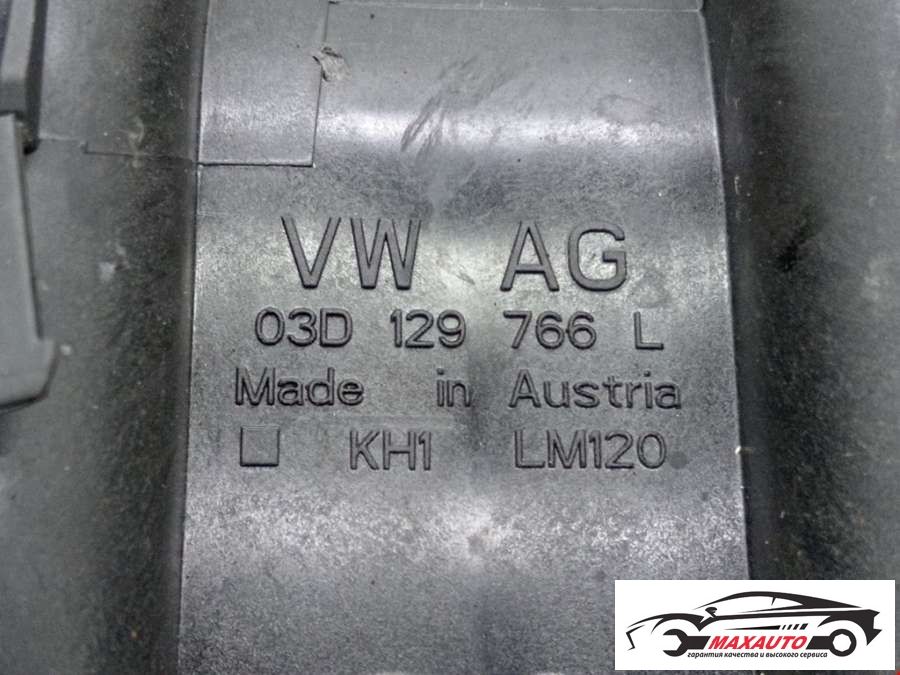 VW AG
03D 129 766 L
Made in Austria
KH1 LM120
MAXAUTO
гарантия качества и высокого сервиса